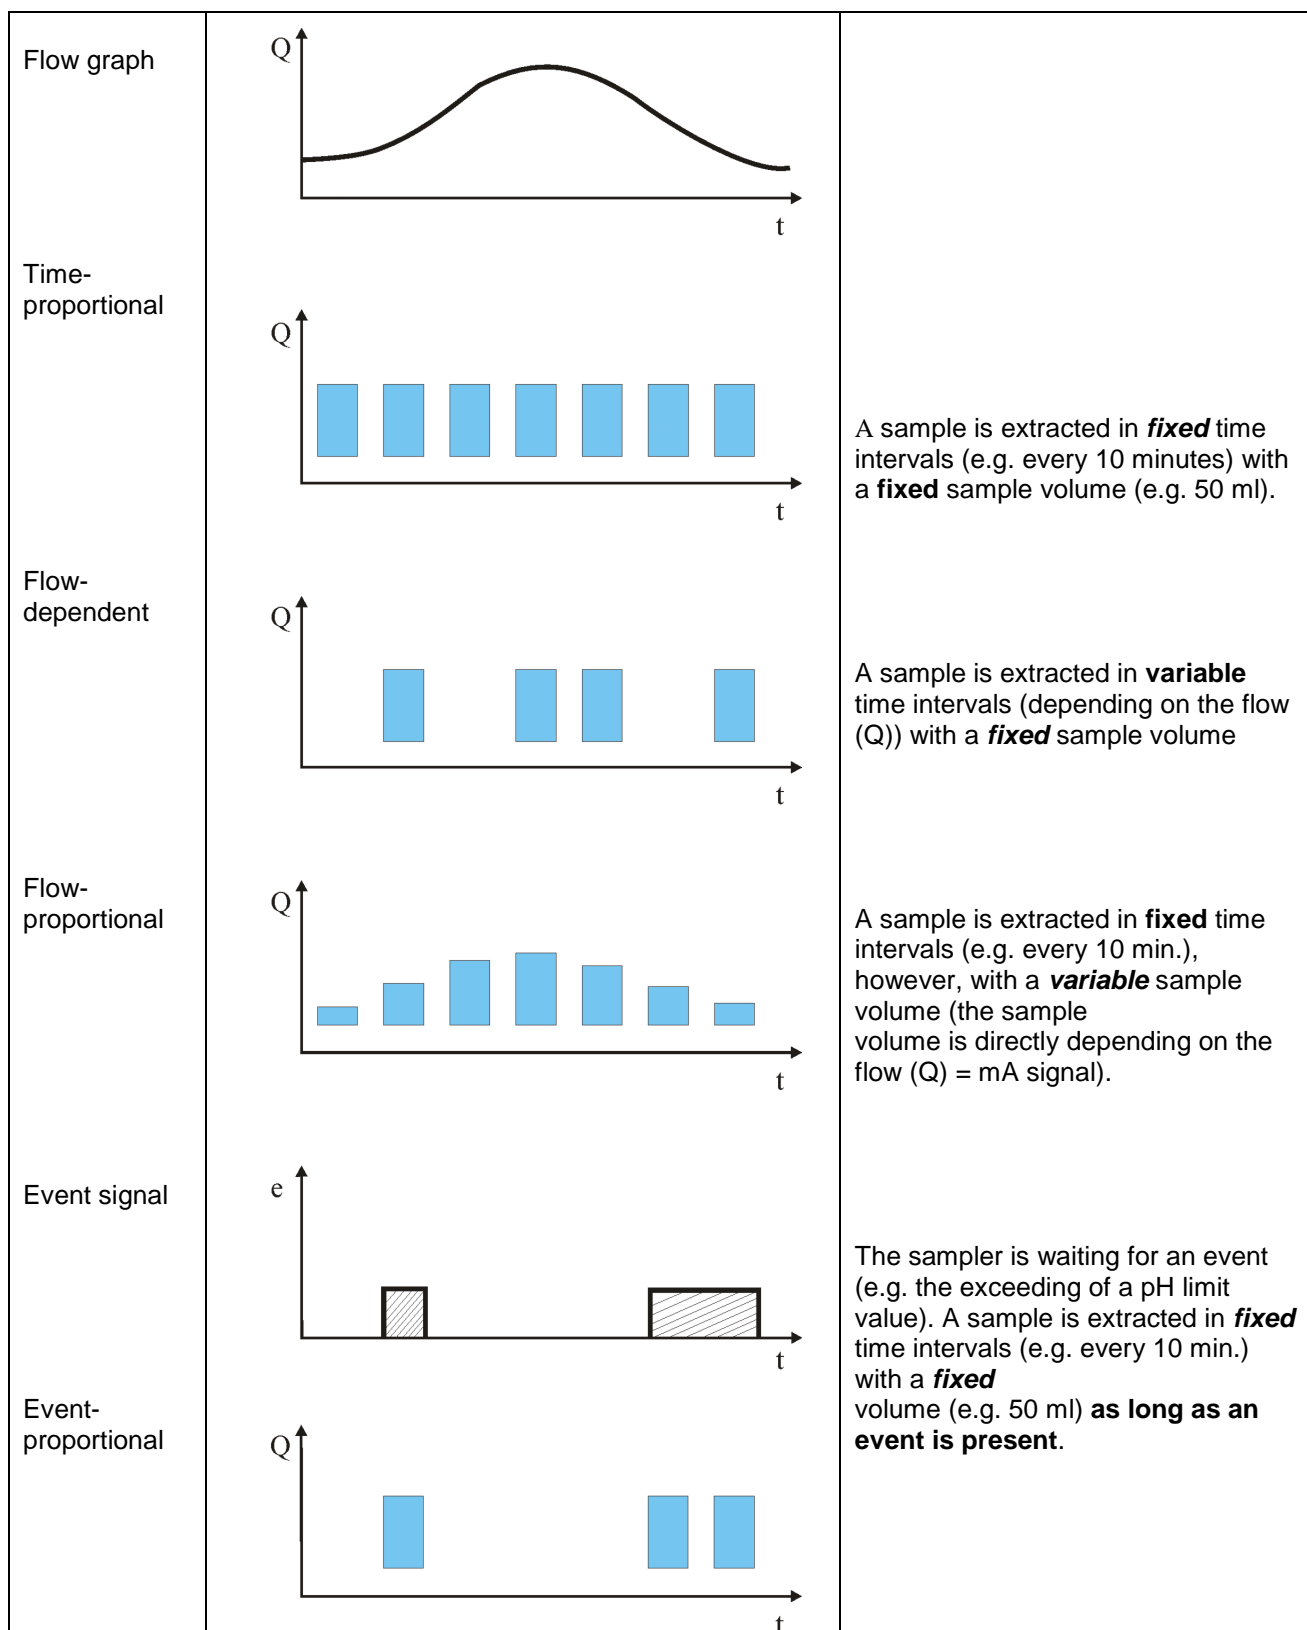 Flow graph
Q
t
Time-
proportional
Q
t
A sample is extracted in fixed time
intervals (e.g. every 10 minutes) with
a fixed sample volume (e.g. 50 ml).
Flow-
dependent
Q
t
A sample is extracted in variable
time intervals (depending on the flow
(Q)) with a fixed sample volume
Flow-
proportional
Q
t
A sample is extracted in fixed time
intervals (e.g. every 10 min.),
however, with a variable sample
volume (the sample
volume is directly depending on the
flow (Q) = mA signal).
Event signal
e
t
The sampler is waiting for an event
(e.g. the exceeding of a pH limit
value). A sample is extracted in fixed
time intervals (e.g. every 10 min.)
with a fixed
volume (e.g. 50 ml) as long as an
event is present.
Event-
proportional
Q
t